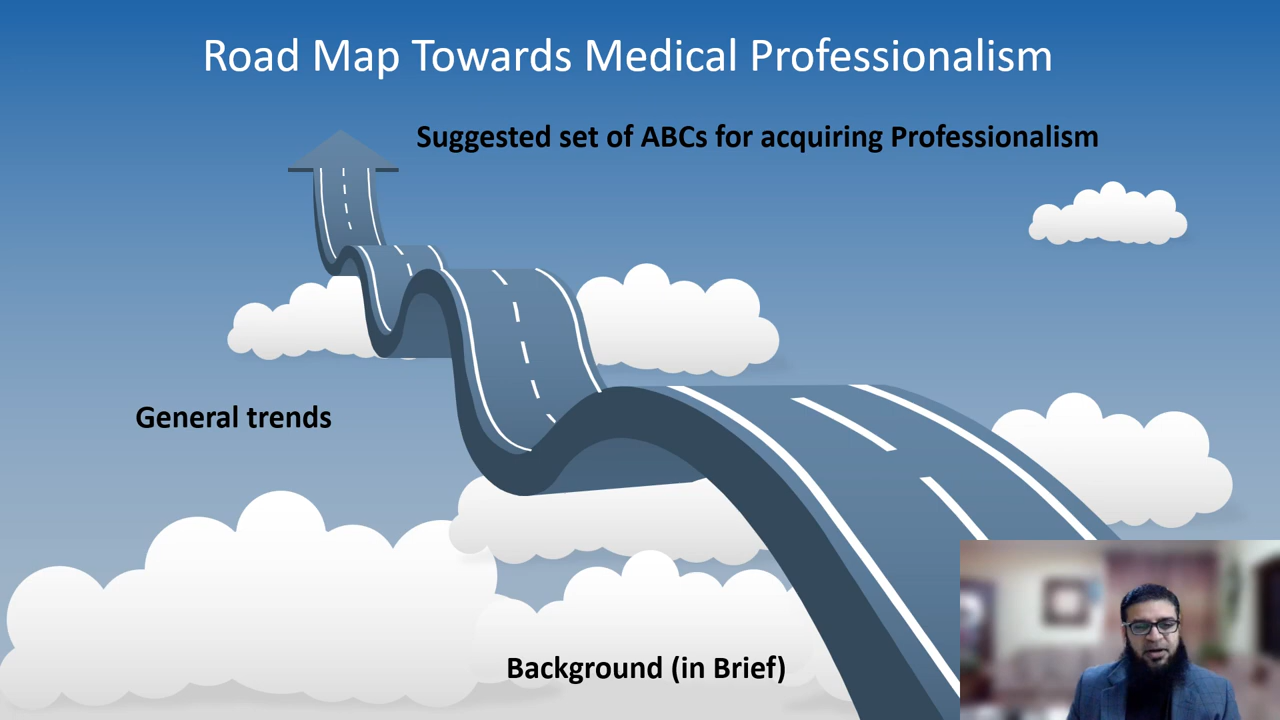 Road Map Towards Medical Professionalism
Suggested set of ABCs for acquiring Professionalism
General trends
Background (in Brief)